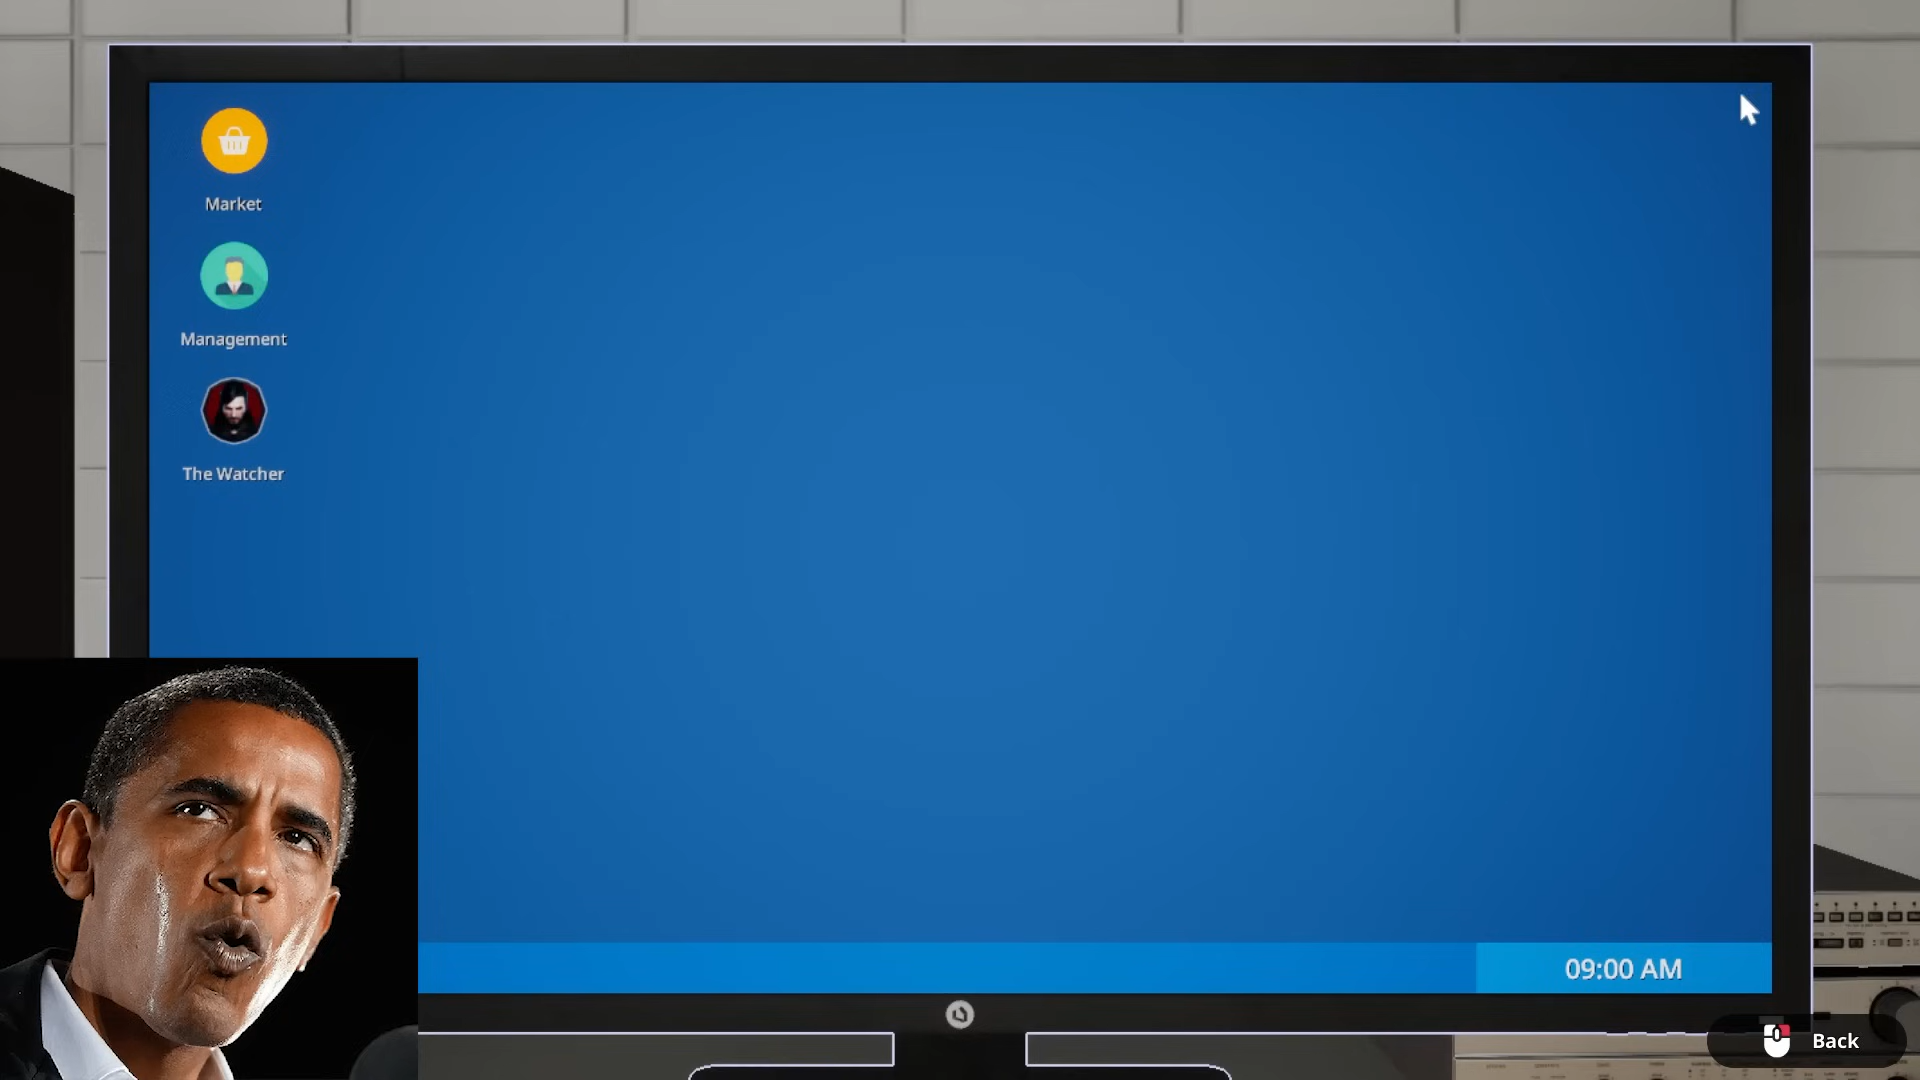 Market
Management
The Watcher
09:00 AM
Back